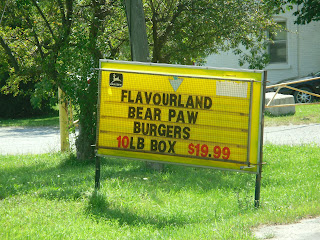 FLAVOURLAND
BEAR PAW
BURGERS
10LB BOX $19.99